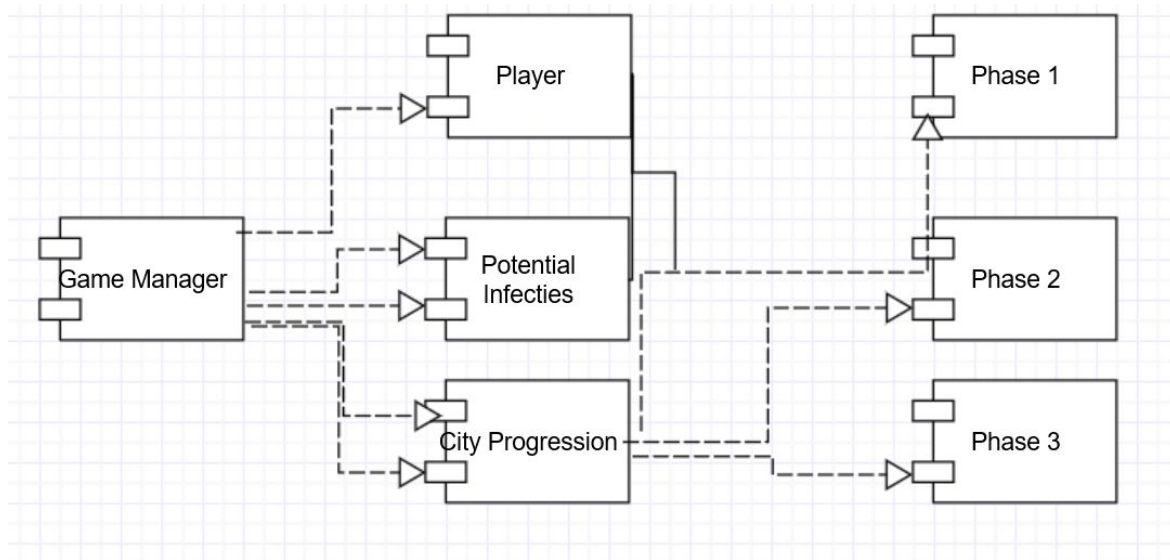 Player
Phase 1
Game Manager
Potential
Infecties
Phase 2
City Progression
Phase 3